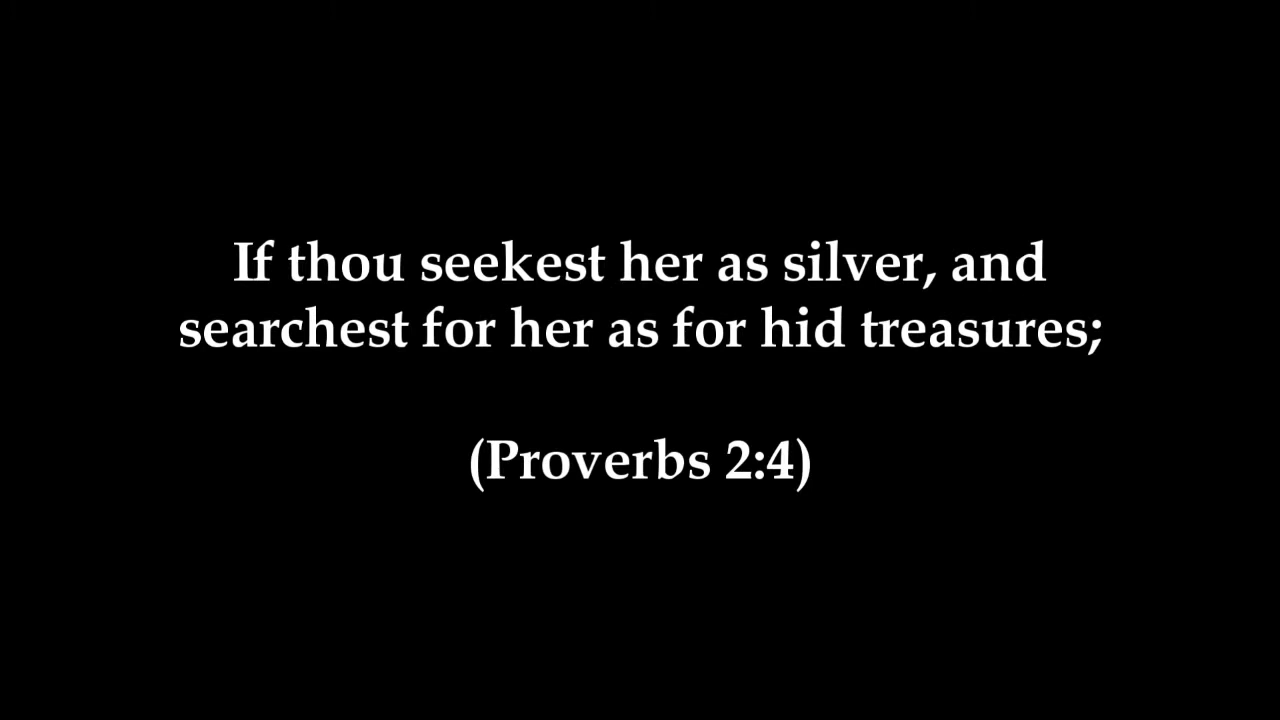 If thou seekest her as silver, and
searchest for her as for hid treasures;
(Proverbs 2:4)